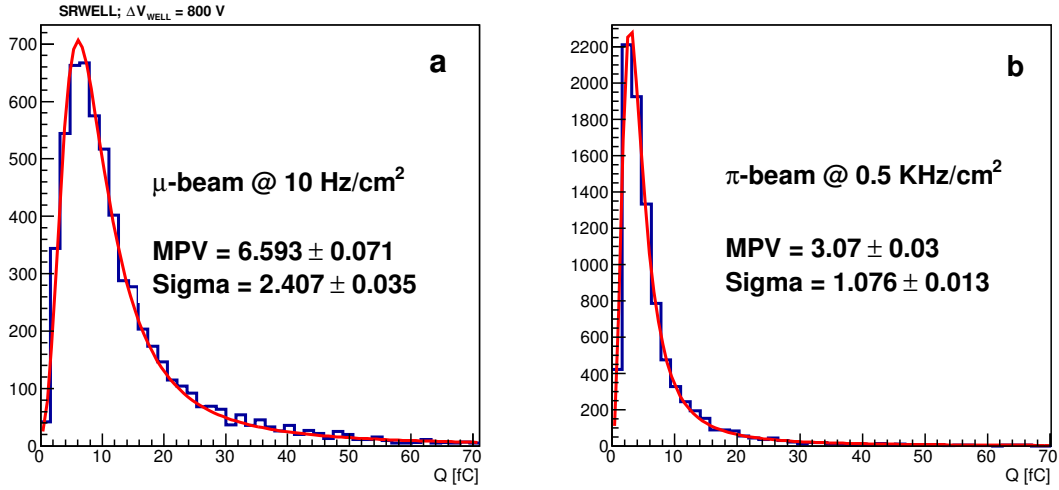 SRWELL; ΔV_WELL = 800 V
a
700
600
500
400
300
200
100
0
μ-beam @ 10 Hz/cm²
MPV = 6.593 ± 0.071
Sigma = 2.407 ± 0.035
0 10 20 30 40 50 60 70
Q [fC]
b
2200
2000
1800
1600
1400
1200
1000
800
600
400
200
0
π-beam @ 0.5 KHz/cm²
MPV = 3.07 ± 0.03
Sigma = 1.076 ± 0.013
0 10 20 30 40 50 60 70
Q [fC]